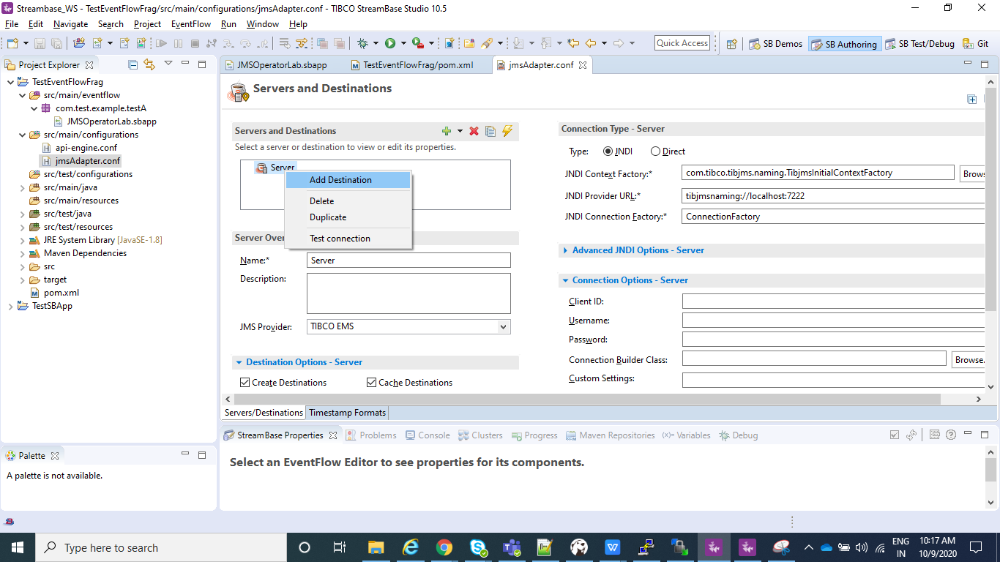 Streambase_WS - TestEventFlowFrag/src/main/configurations/jmsAdapter.conf - TIBCO StreamBase Studio 10.5
File Edit Navigate Search Project EventFlow Run Window Help
Quick Access
SB Demos
SB Authoring
SB Test/Debug
Git
Project Explorer
TestEventFlowFrag
src/main/eventflow
com.test.example.testA
JMSOperatorLab.sbapp
src/main/configurations
api-engine.conf
jmsAdapter.conf
src/test/configurations
src/main/java
src/main/resources
src/test/java
src/test/resources
JRE System Library [JavaSE-1.8]
Maven Dependencies
src
target
pom.xml
TestSBApp
Palette
A palette is not available.
JMSOperatorLab.sbapp
TestEventFlowFrag/pom.xml
jmsAdapter.conf
Servers and Destinations
Servers and Destinations
Select a server or destination to view or edit its properties.
Server
Add Destination
Delete
Duplicate
Test connection
Server Over
Name:* Server
Description:
JMS Provider: TIBCO EMS
Destination Options - Server
Create Destinations
Cache Destinations
Connection Type - Server
Type: JNDI Direct
JNDI Context Factory:* com.tibco.tibjms.naming.TibjmsInitialContextFactory Brows
JNDI Provider URL:* tibjmsnaming://localhost:7222
JNDI Connection Factory:* ConnectionFactory
Advanced JNDI Options - Server
Connection Options - Server
Client ID:
Username:
Password:
Connection Builder Class: Browse.
Custom Settings:
Servers/Destinations
Timestamp Formats
StreamBase Properties
Problems
Console
Clusters
Progress
Maven Repositories
(x)= Variables
Debug
Select an EventFlow Editor to see properties for its components.
Type here to search
ENG
IN
10:17 AM
10/9/2020